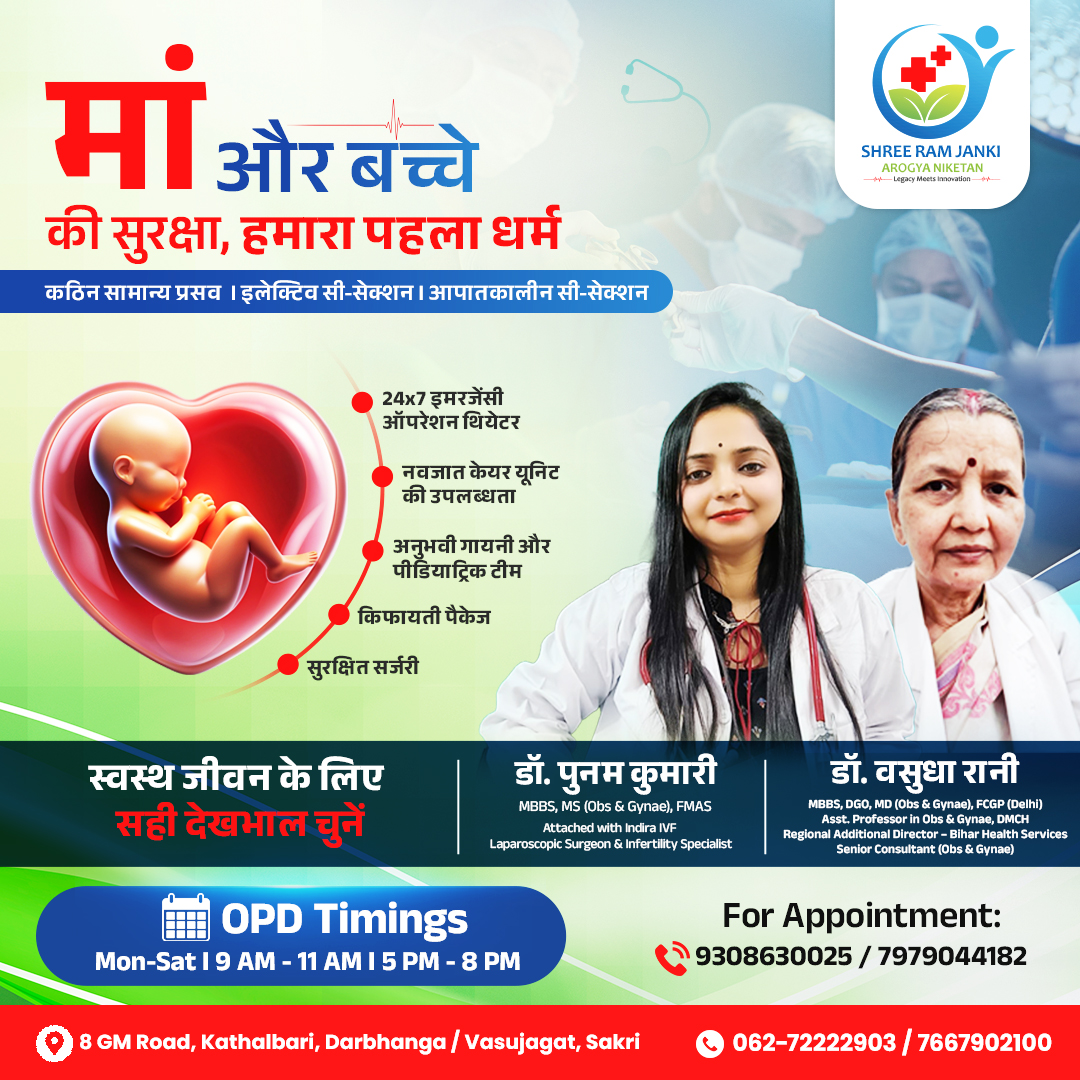 मां और बच्चे
की सुरक्षा, हमारा पहला धर्म
कठिन सामान्य प्रसव । इलेक्टिव सी-सेक्शन । आपातकालीन सी-सेक्शन
SHREE RAM JANKI
AROGYA NIKETAN
Legacy Meets Innovation
24x7 इमरजेंसी
ऑपरेशन थियेटर
नवजात केयर यूनिट
की उपलब्धता
अनुभवी गायनी और
पीडियाट्रिक टीम
किफायती पैकेज
सुरक्षित सर्जरी
स्वस्थ जीवन के लिए
सही देखभाल चुनें
डॉ. पुनम कुमारी
MBBS, MS (Obs & Gynae), FMAS
Attached with Indira IVF
Laparoscopic Surgeon & Infertility Specialist
डॉ. वसुधा रानी
MBBS, DGO, MD (Obs & Gynae), FCGP (Delhi)
Asst. Professor in Obs & Gynae, DMCH
Regional Additional Director – Bihar Health Services
Senior Consultant (Obs & Gynae)
OPD Timings
Mon-Sat I 9 AM - 11 AM I 5 PM - 8 PM
For Appointment:
9308630025 / 7979044182
8 GM Road, Kathalbari, Darbhanga / Vasujagat, Sakri
062-72222903 / 7667902100